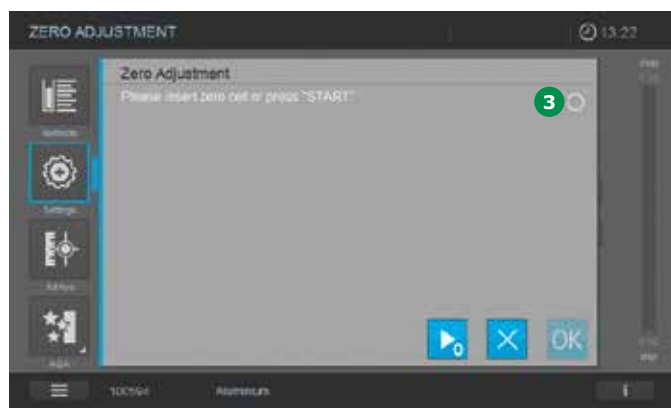 ZERO ADJUSTMENT
13:22
Zero Adjustment
Please insert zero cell or press "START"
3
Methods
Settings
OK
0
100594 Aluminium
i